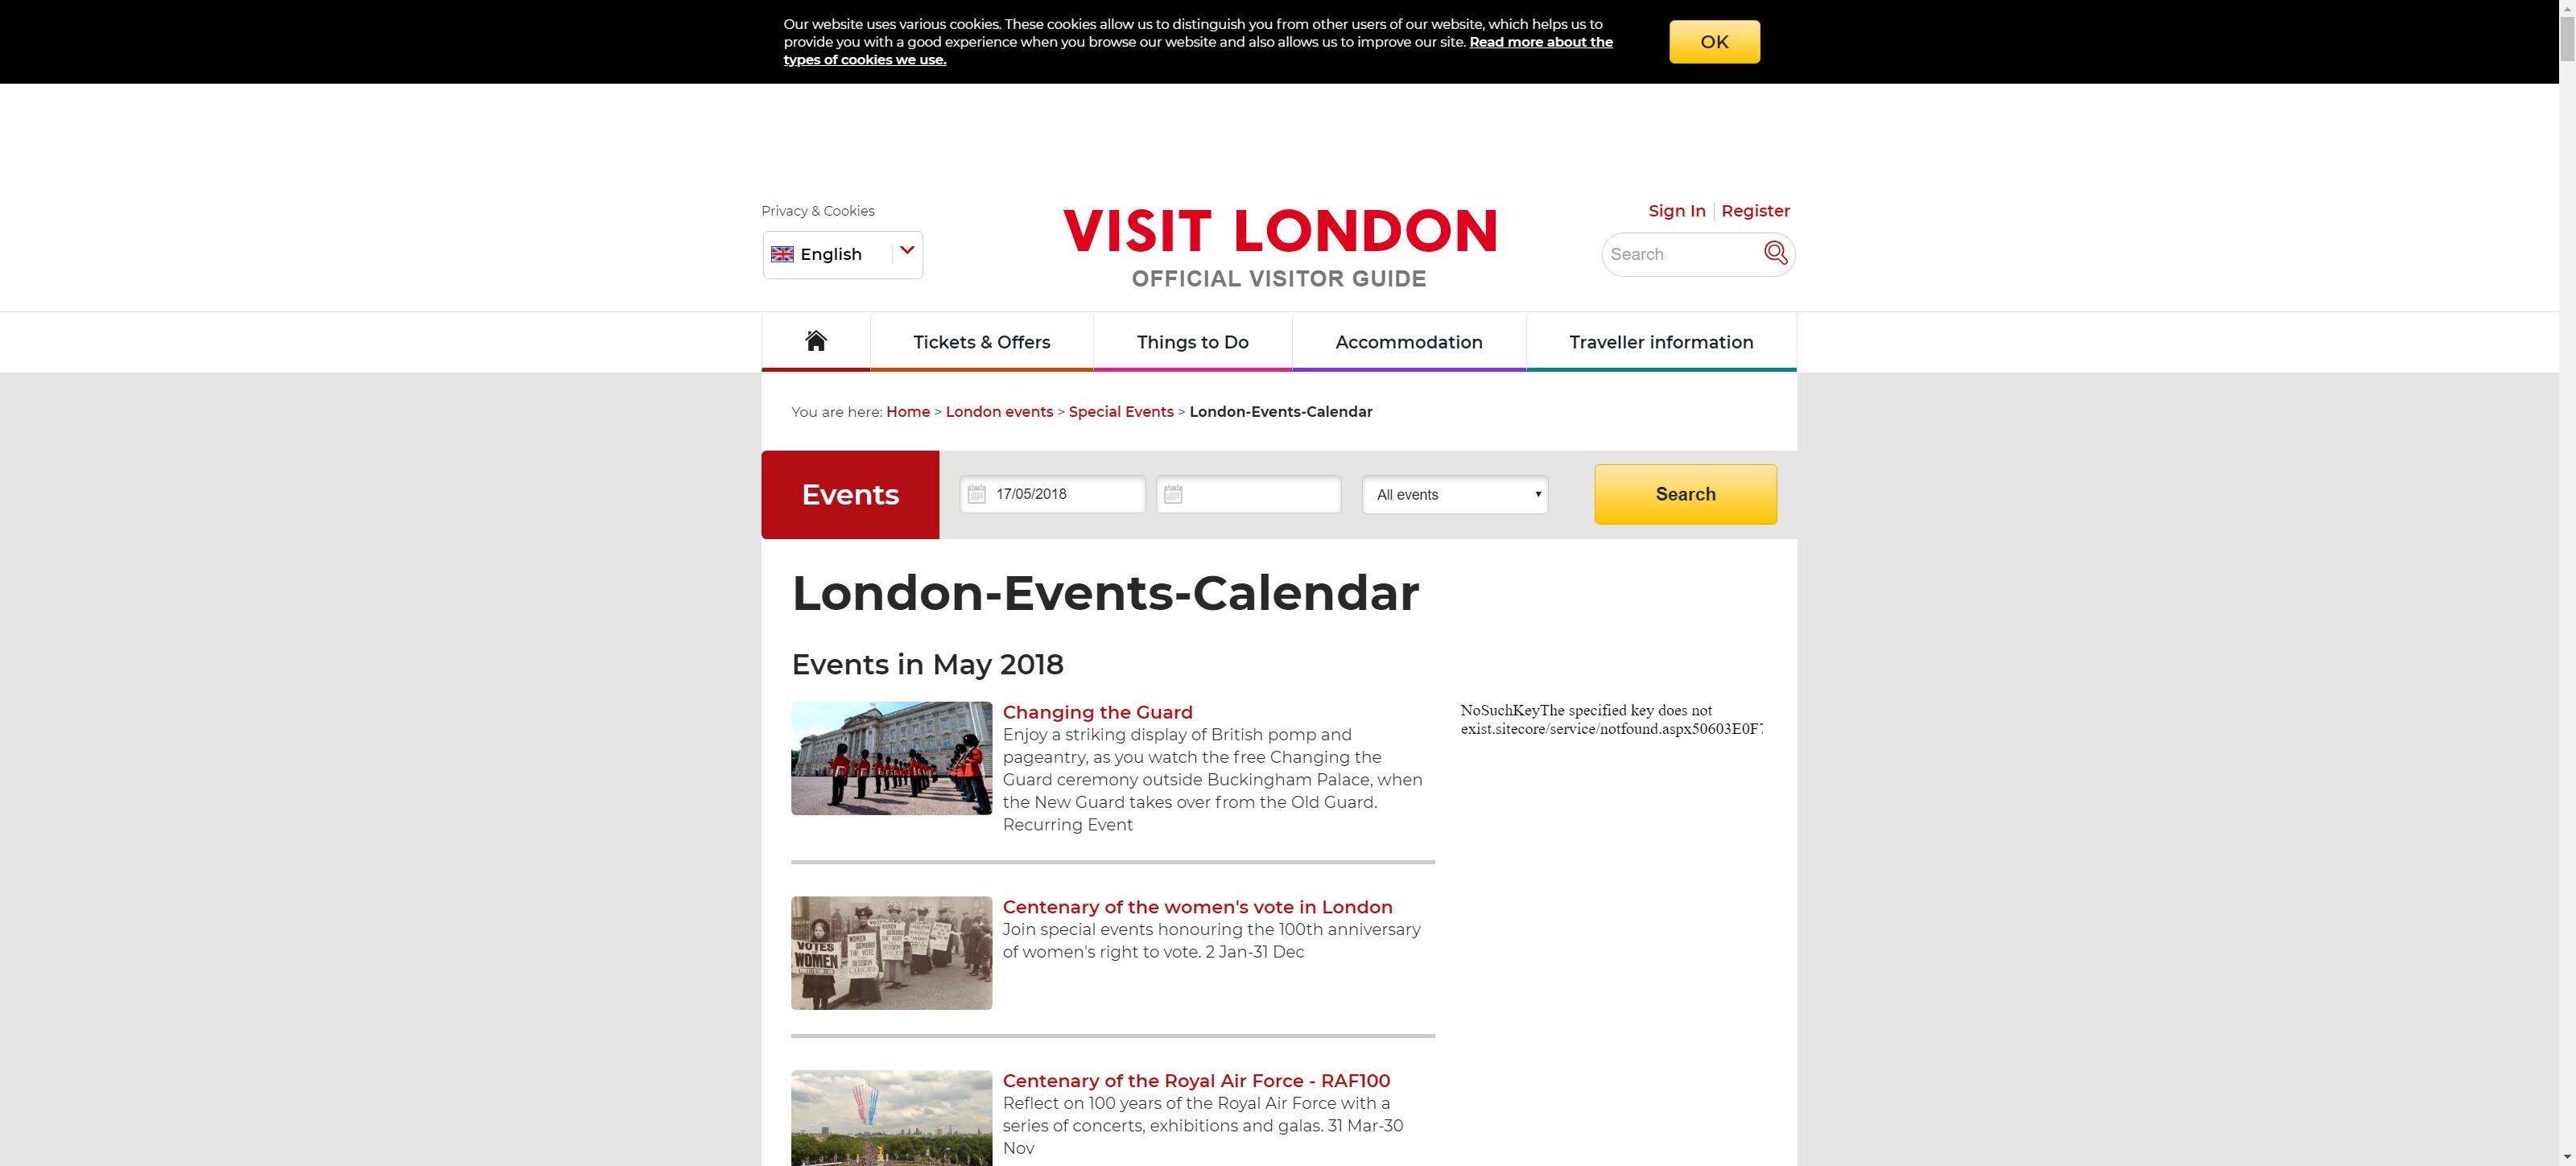 Our website uses various cookies. These cookies allow us to distinguish you from other users of our website, which helps us to
provide you with a good experience when you browse our website and also allows us to improve our site. Read more about the
types of cookies we use.
OK
Privacy & Cookies
English
VISIT LONDON
OFFICIAL VISITOR GUIDE
Sign In
Register
Search
Tickets & Offers
Things to Do
Accommodation
Traveller information
You are here: Home > London events > Special Events > London-Events-Calendar
Events
17/05/2018
All events
Search
London-Events-Calendar
Events in May 2018
Changing the Guard
Enjoy a striking display of British pomp and
pageantry, as you watch the free Changing the
Guard ceremony outside Buckingham Palace, when
the New Guard takes over from the Old Guard.
Recurring Event
NoSuchKeyThe specified key does not
exist.sitecore/service/notfound.aspx50603E0F
VOTES
WOMEN
Centenary of the women's vote in London
Join special events honouring the 100th anniversary
of women's right to vote. 2 Jan-31 Dec
Centenary of the Royal Air Force - RAF100
Reflect on 100 years of the Royal Air Force with a
series of concerts, exhibitions and galas. 31 Mar-30
Nov